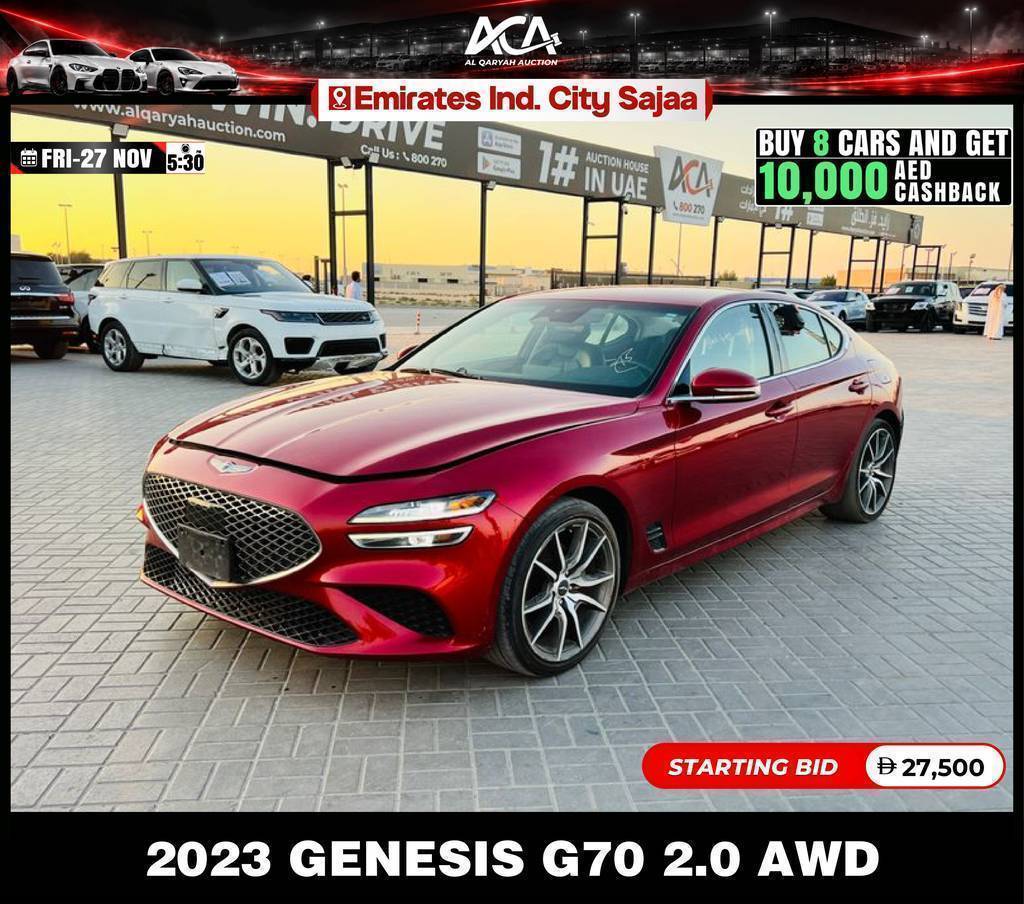 ACA
AL QARYAH AUCTION
Emirates Ind. City Sajaa
www.alqaryahauction.com
WIN. DRIVE
Call Us : 800 270
1# AUCTION HOUSE
IN UAE
ACA
800 270
FRI-27 NOV 5:30
BUY 8 CARS AND GET
10,000 AED
CASHBACK
STARTING BID 27,500
2023 GENESIS G70 2.0 AWD